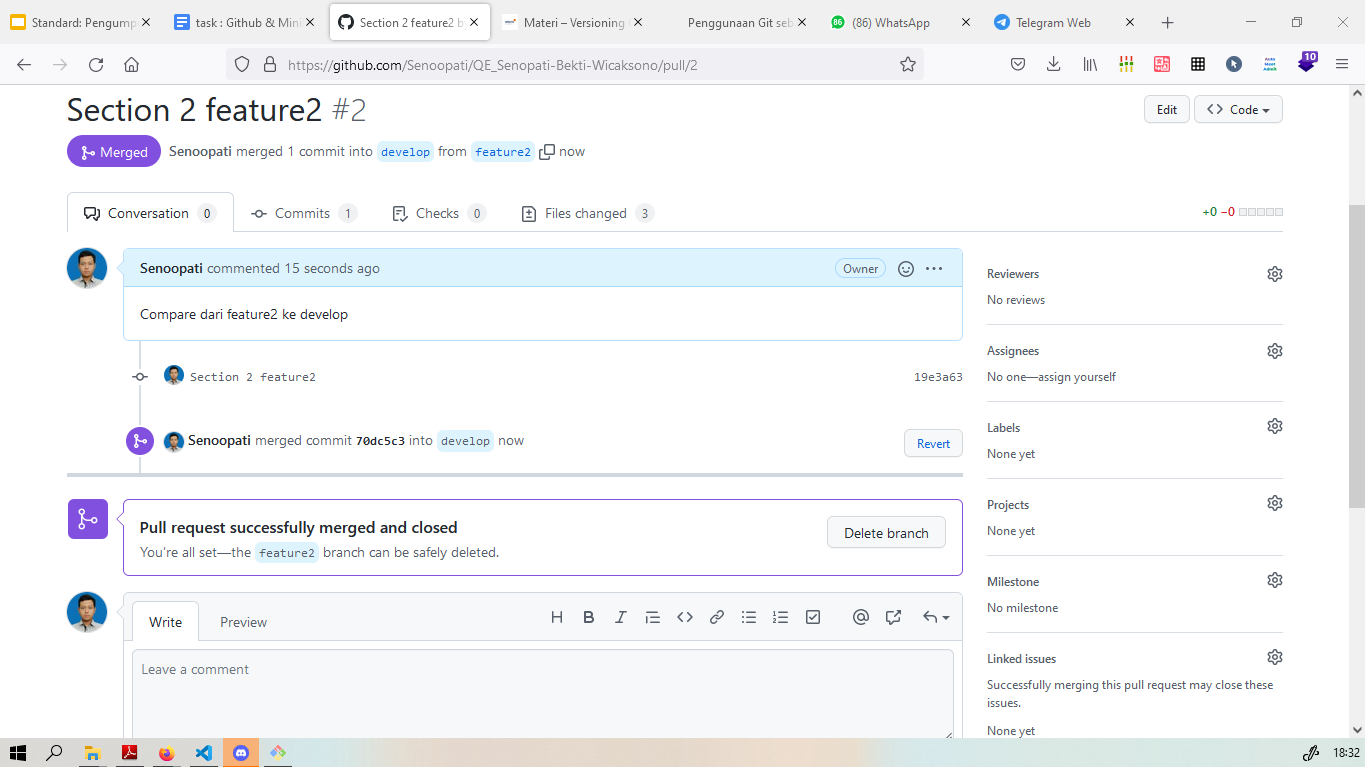 Standard: Pengump
task : Github & Mini
Section 2 feature2 by
Materi – Versioning
Penggunaan Git seb
(86) WhatsApp
Telegram Web
https://github.com/Senoopati/QE_Senopati-Bekti-Wicaksono/pull/2
10
Section 2 feature2 #2
Edit
Code
Merged
Senoopati merged 1 commit into develop from feature2 now
Conversation 0
Commits 1
Checks 0
Files changed 3
+0 −0
Senoopati commented 15 seconds ago
Owner
Compare dari feature2 ke develop
Section 2 feature2
19e3a63
Senoopati merged commit 70dc5c3 into develop now
Revert
Pull request successfully merged and closed
You're all set—the feature2 branch can be safely deleted.
Delete branch
Write
Preview
Leave a comment
Reviewers
No reviews
Assignees
No one—assign yourself
Labels
None yet
Projects
None yet
Milestone
No milestone
Linked issues
Successfully merging this pull request may close these
issues.
None yet
18:32